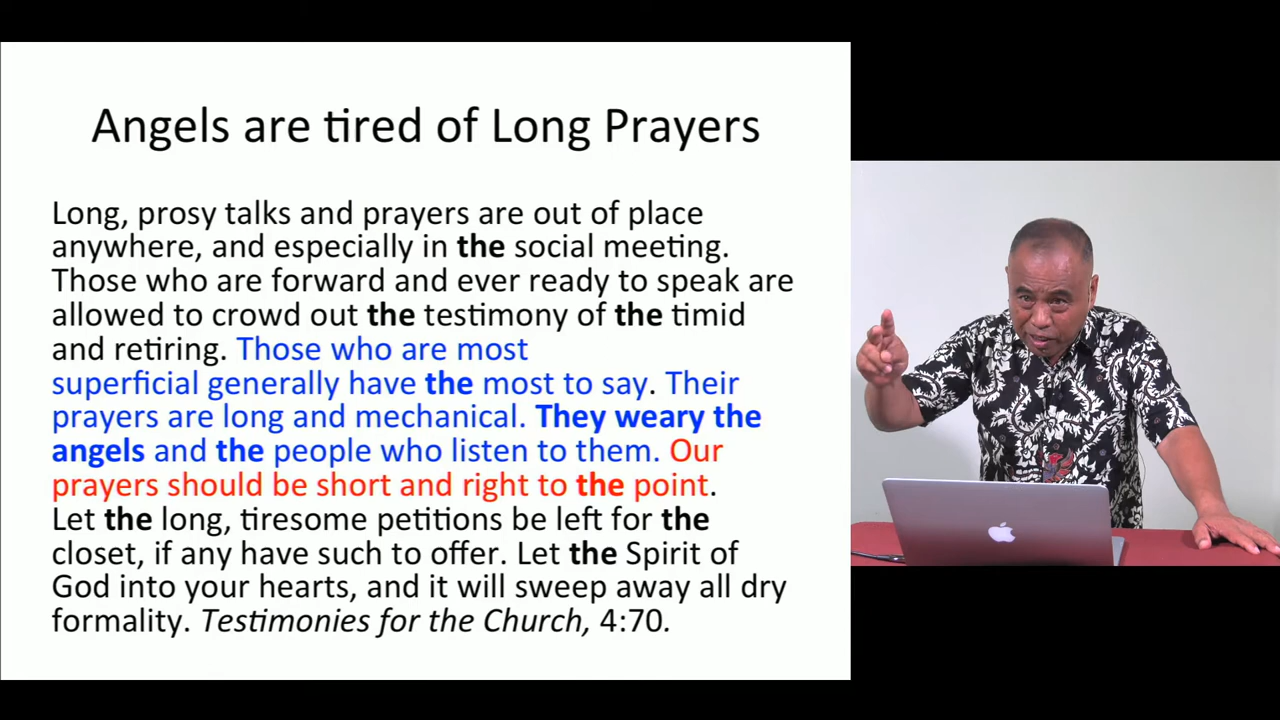 Angels are tired of Long Prayers
Long, prosy talks and prayers are out of place
anywhere, and especially in the social meeting.
Those who are forward and ever ready to speak are
allowed to crowd out the testimony of the timid
and retiring. Those who are most
superficial generally have the most to say. Their
prayers are long and mechanical. They weary the
angels and the people who listen to them. Our
prayers should be short and right to the point.
Let the long, tiresome petitions be left for the
closet, if any have such to offer. Let the Spirit of
God into your hearts, and it will sweep away all dry
formality. Testimonies for the Church, 4:70.